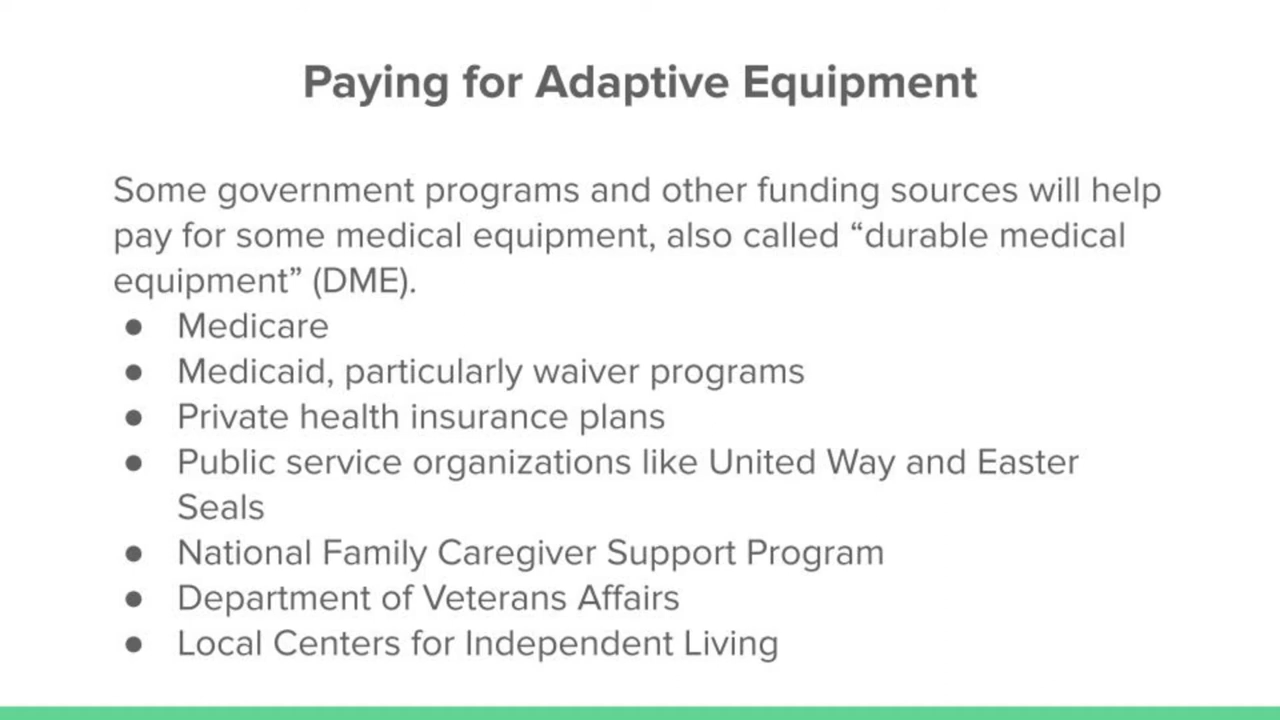 Paying for Adaptive Equipment
Some government programs and other funding sources will help
pay for some medical equipment, also called “durable medical
equipment” (DME).
● Medicare
● Medicaid, particularly waiver programs
● Private health insurance plans
● Public service organizations like United Way and Easter
Seals
● National Family Caregiver Support Program
● Department of Veterans Affairs
● Local Centers for Independent Living